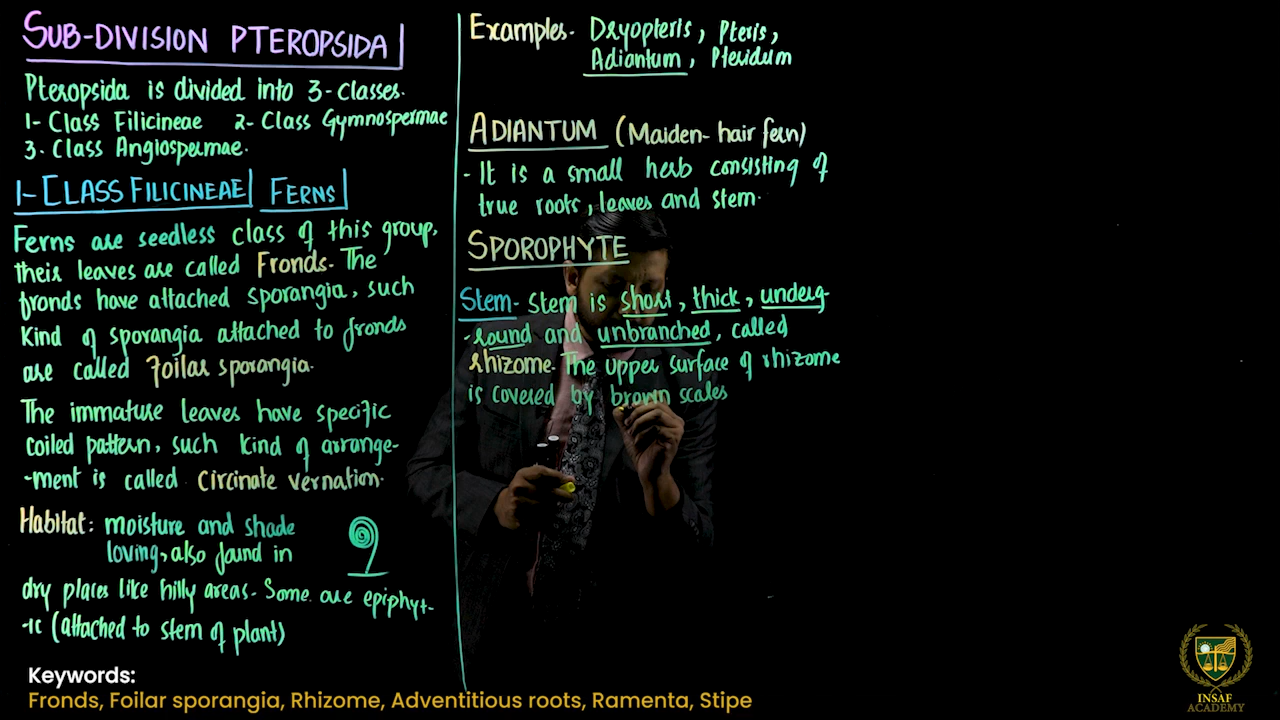 SUB-DIVISION PTEROPSIDA
Pteropsida is divided into 3-classes.
1- Class Filicineae 2- Class Gymnospermae
3. Class Angiospermae.
1- CLASS FILICINEAE FERNS
Ferns are seedless class of this group,
their leaves are called Fronds. The
fronds have attached sporangia, such
Kind of sporangia attached to fronds
are called Foilar sporangia.
The immature leaves have specific
coiled pattern, such kind of arrange-
-ment is called Circinate vernation.
Habitat: moisture and shade
loving, also found in
dry places like hilly areas. Some are epiphyt-
-ic (attached to stem of plant)
Examples- Dryopteris, Pteris,
Adiantum, Pteridum
ADIANTUM (Maiden-hair fern)
- It is a small herb consisting of
true roots, leaves and stem.
SPOROPHYTE
Stem- Stem is short, thick, underg-
-round and unbranched, called
rhizome. The upper surface of rhizome
is covered by brown scales
Keywords:
Fronds, Foilar sporangia, Rhizome, Adventitious roots, Ramenta, Stipe
INSAF
ACADEMY